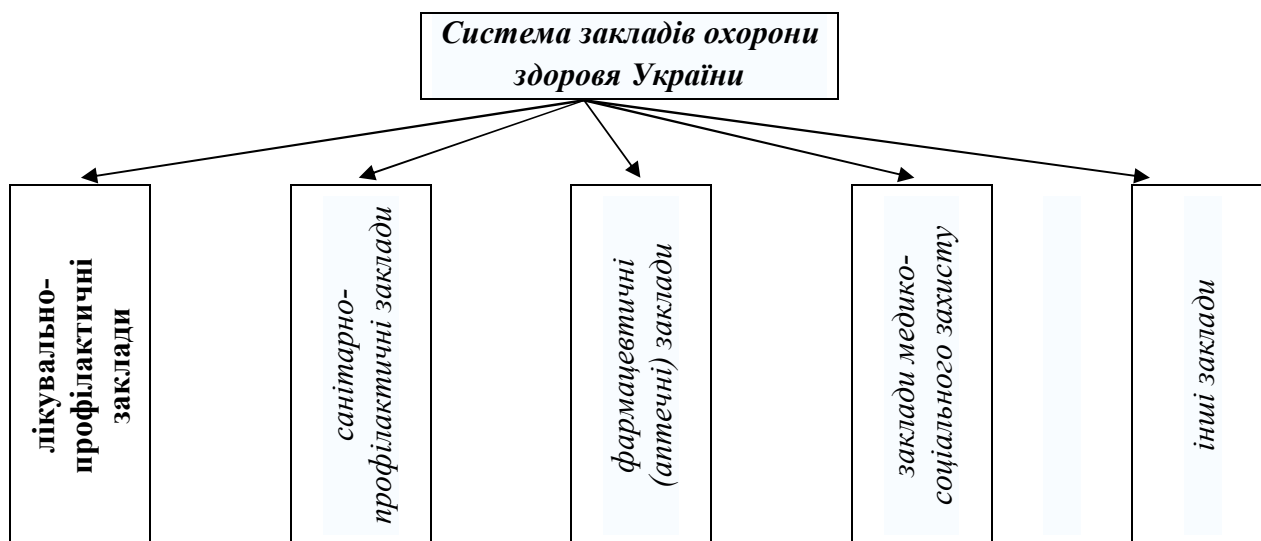 Система закладів охорони
здоровя України
лікувально-
профілактичні
заклади
санітарно-
профілактичні заклади
фармацевтичні
(аптечні) заклади
заклади медико-
соціального захисту
інші заклади